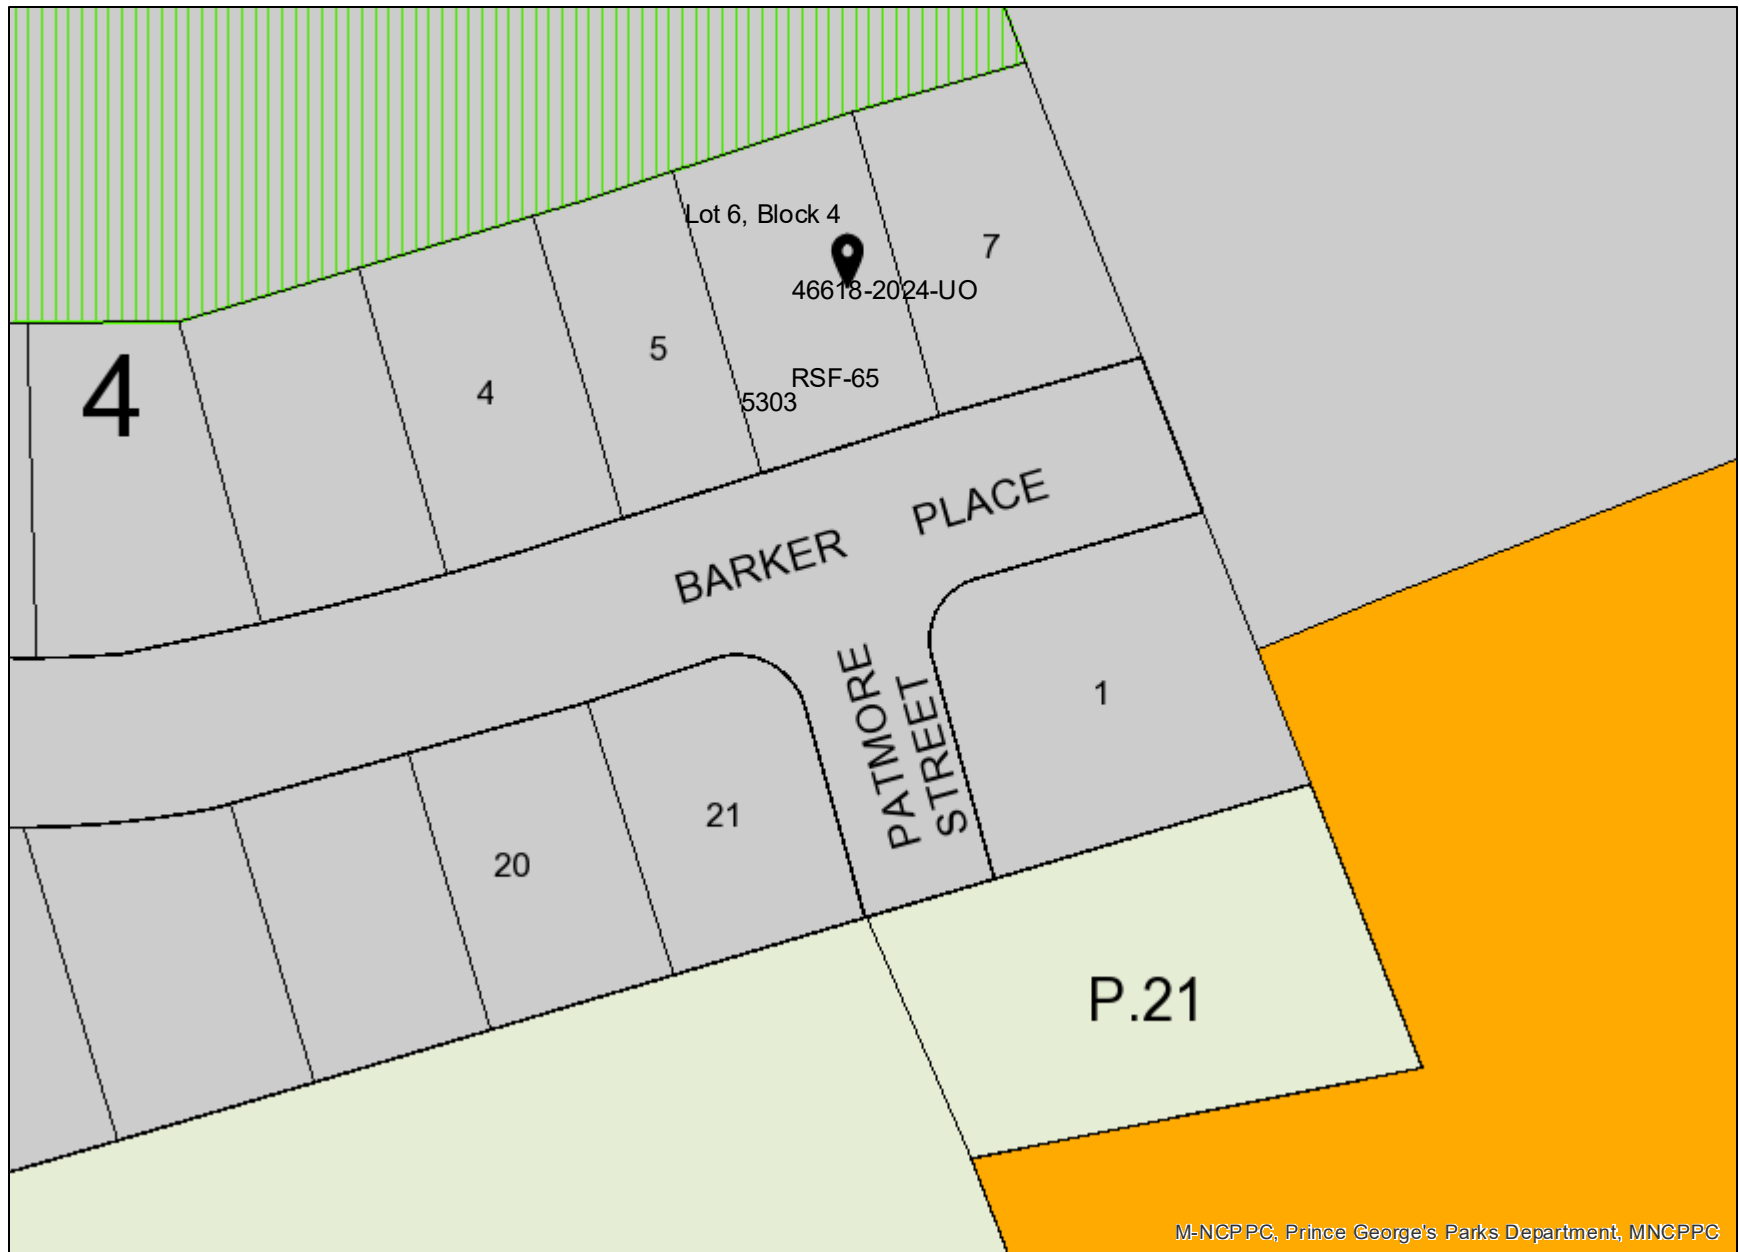 Lot 6, Block 4
7
46618-2024-UO
5
RSF-65
4
4
5303
BARKER PLACE
PATMORE
STREET
1
21
20
P.21
M-NCPPC, Prince George's Parks Department, MNCPPC